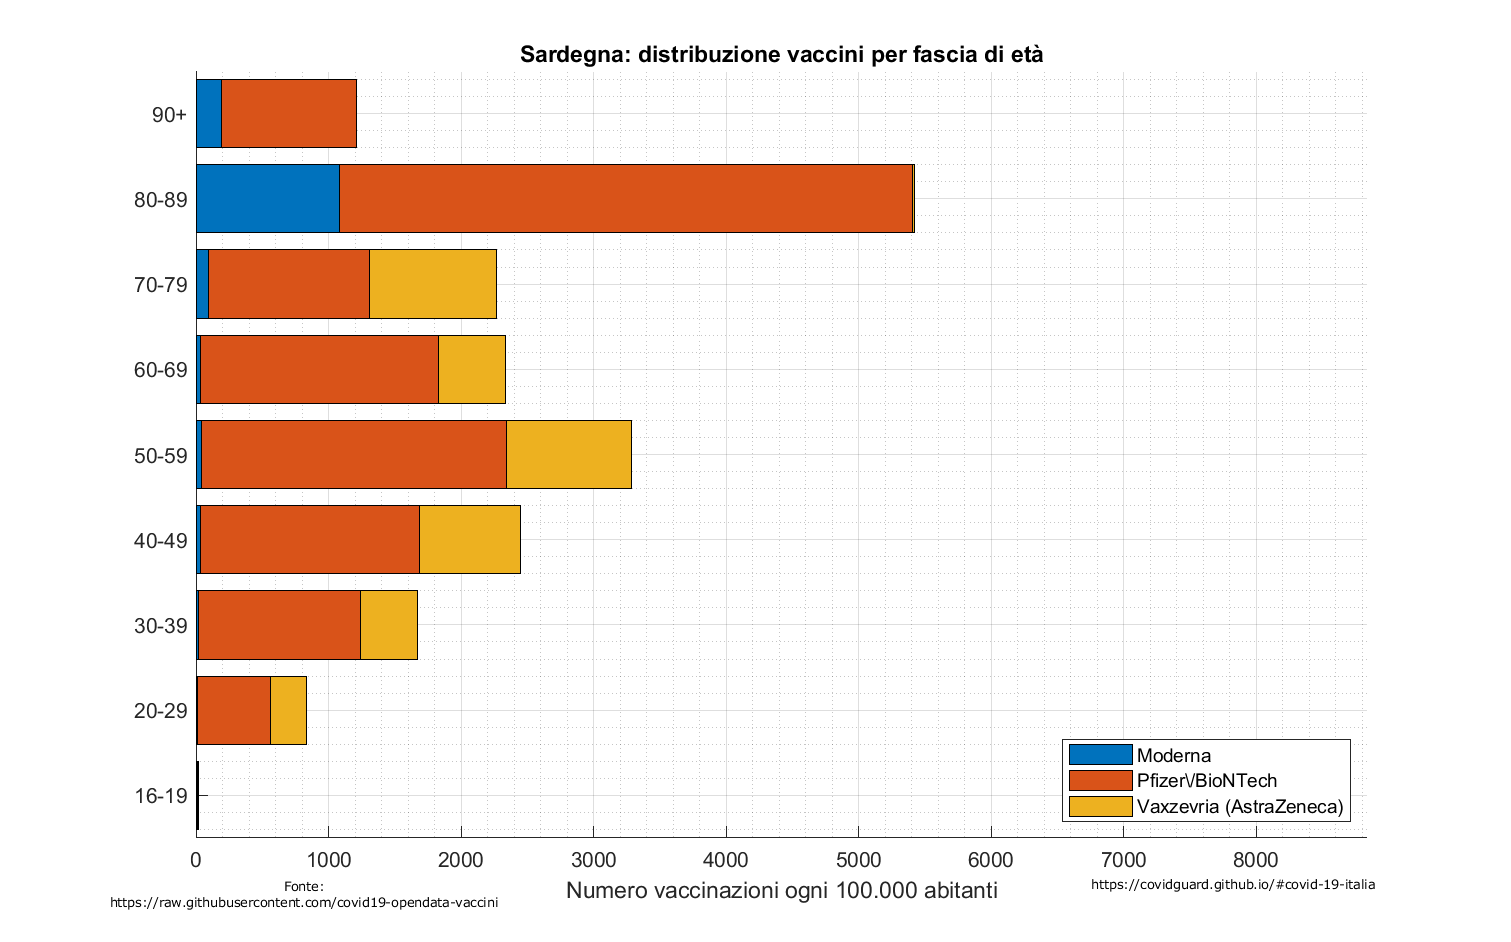 Sardegna: distribuzione vaccini per fascia di età
90+
80-89
70-79
60-69
50-59
40-49
30-39
20-29
16-19
Moderna
Pfizer\/BioNTech
Vaxzevria (AstraZeneca)
0 1000 2000 3000 4000 5000 6000 7000 8000
Numero vaccinazioni ogni 100.000 abitanti
Fonte:
https://raw.githubusercontent.com/covid19-opendata-vaccini
https://covidguard.github.io/#covid-19-italia